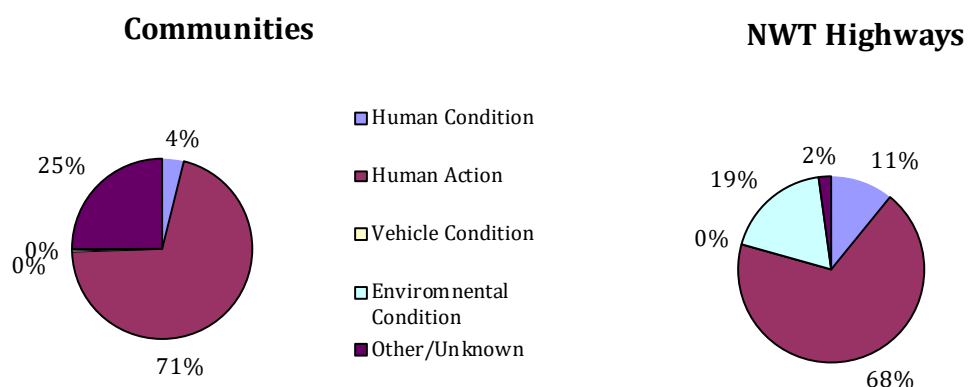 Communities
4%
25%
0%
0%
71%
Human Condition
Human Action
Vehicle Condition
Enviromnental
Condition
Other/Unknown
NWT Highways
2%
11%
19%
0%
68%